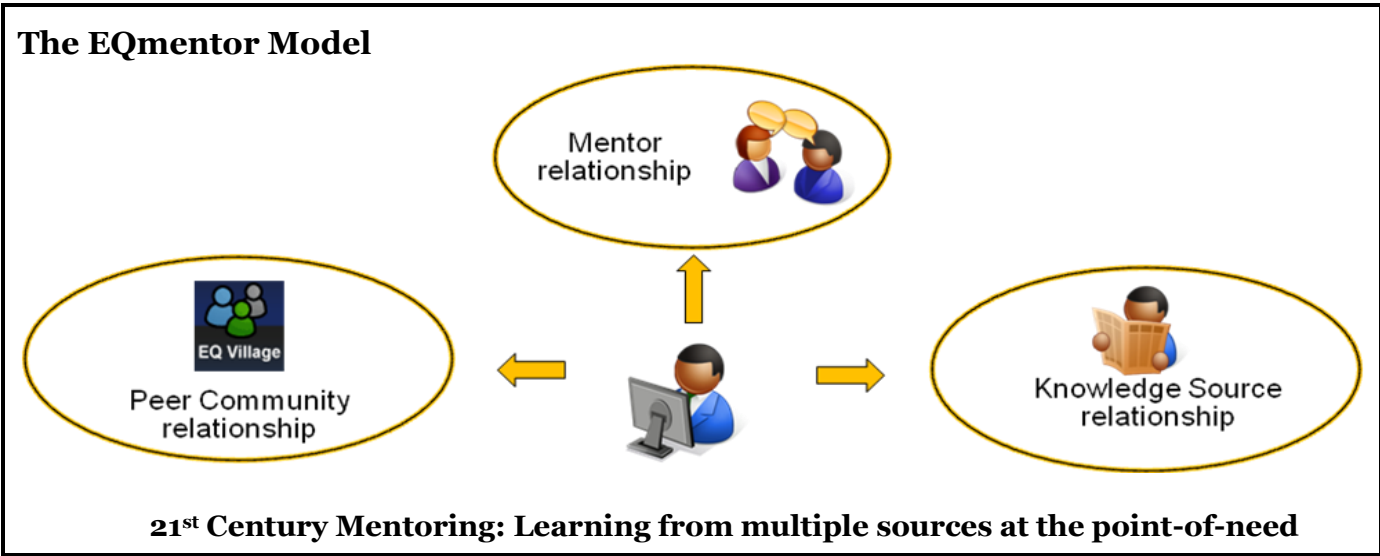 The EQmentor Model
Mentor
relationship
EQ Village
Peer Community
relationship
Knowledge Source
relationship
21st Century Mentoring: Learning from multiple sources at the point-of-need